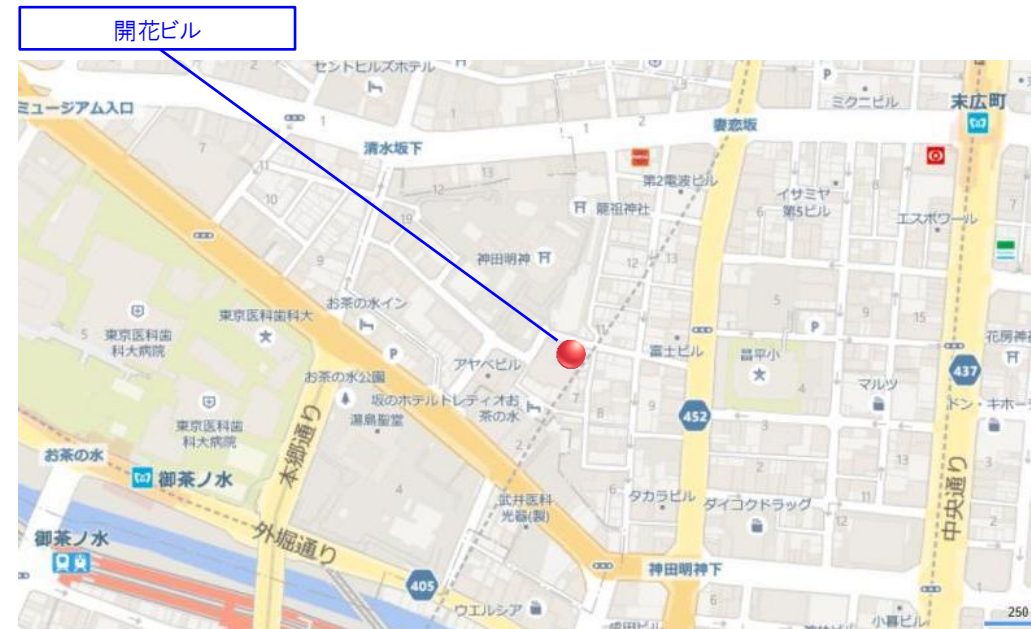 開花ビル
セントヒルズホテル
P
ミュージアム入口
ミクニビル
末広町
清水坂下
妻恋坂
第2電波ビル
イサミヤ
第5ビル
エスポワール
龍祖神社
神田明神
お茶の水イン
東京医科歯科大
東京医科歯
科大病院
P
アヤベビル
富士ビル
P
昌平小
花房神社
437
お茶の水公園
坂のホテルトレティオお
茶の水
マルツ
湯島聖堂
452
ドン・キホーテ
東京医科歯
科大病院
本郷通り
お茶の水
御茶ノ水
中央通り
武井医科
光器(製)
タカラビル
ダイコクドラッグ
外堀通り
御茶ノ水
神田明神下
405
ウエルシア
成田ビル
小暮ビル
250